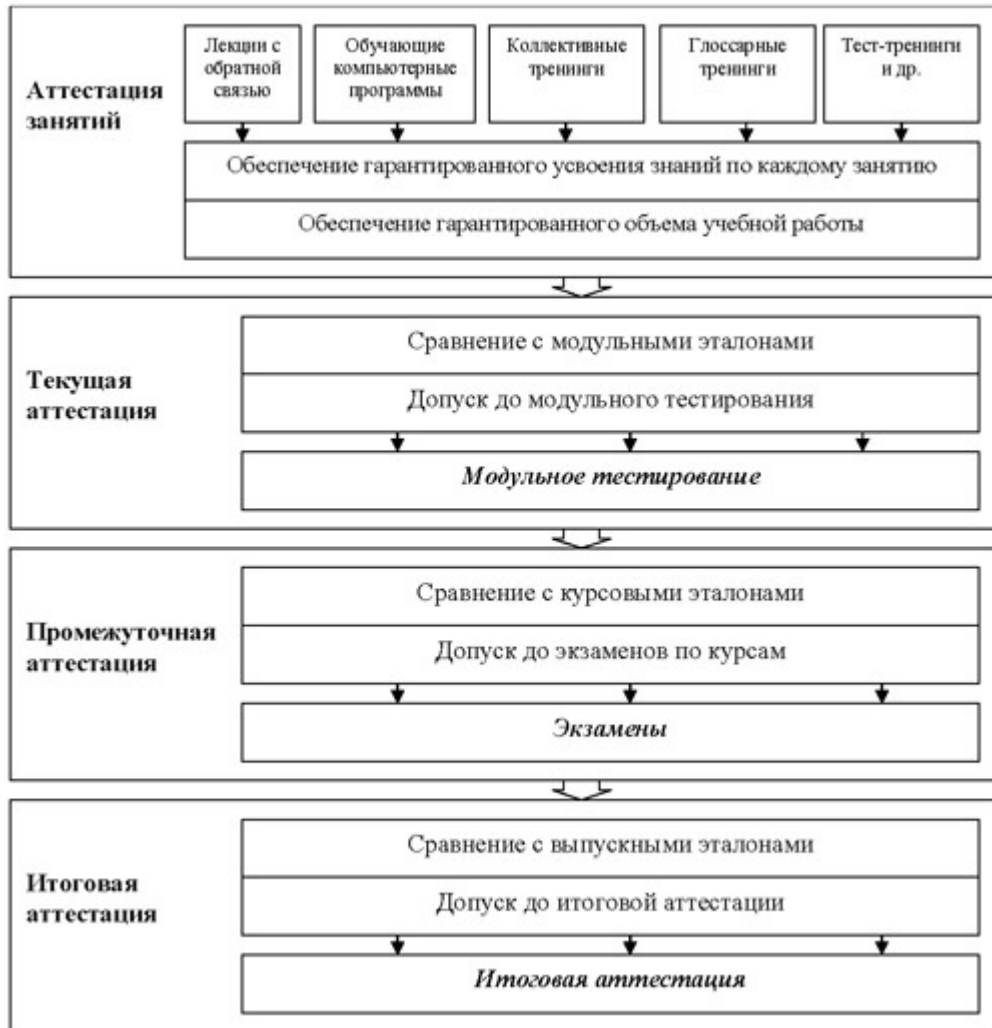 Аттестация
занятий
Лекции с
обратной
связью
Обучающие
компьютерные
программы
Коллективные
тренинги
Глоссарные
тренинги
Тест-тренинги
и др.
Обеспечение гарантированного усвоения знаний по каждому занятию
Обеспечение гарантированного объема учебной работы
Текущая
аттестация
Сравнение с модульными эталонами
Допуск до модульного тестирования
Модульное тестирование
Промежуточная
аттестация
Сравнение с курсовыми эталонами
Допуск до экзаменов по курсам
Экзамены
Итоговая
аттестация
Сравнение с выпускными эталонами
Допуск до итоговой аттестации
Итоговая аттестация